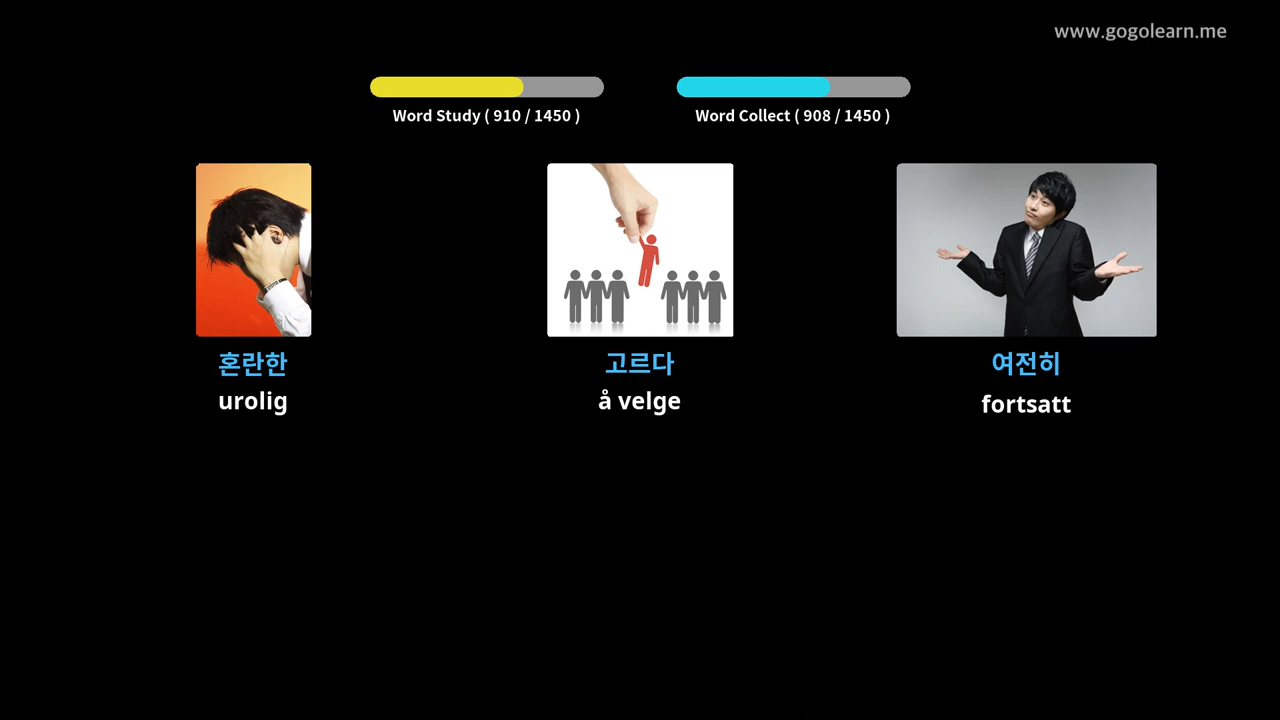 www.gogolearn.me
Word Study ( 910 / 1450 )
Word Collect ( 908 / 1450 )
혼란한
고르다
여전히
urolig
å velge
fortsatt